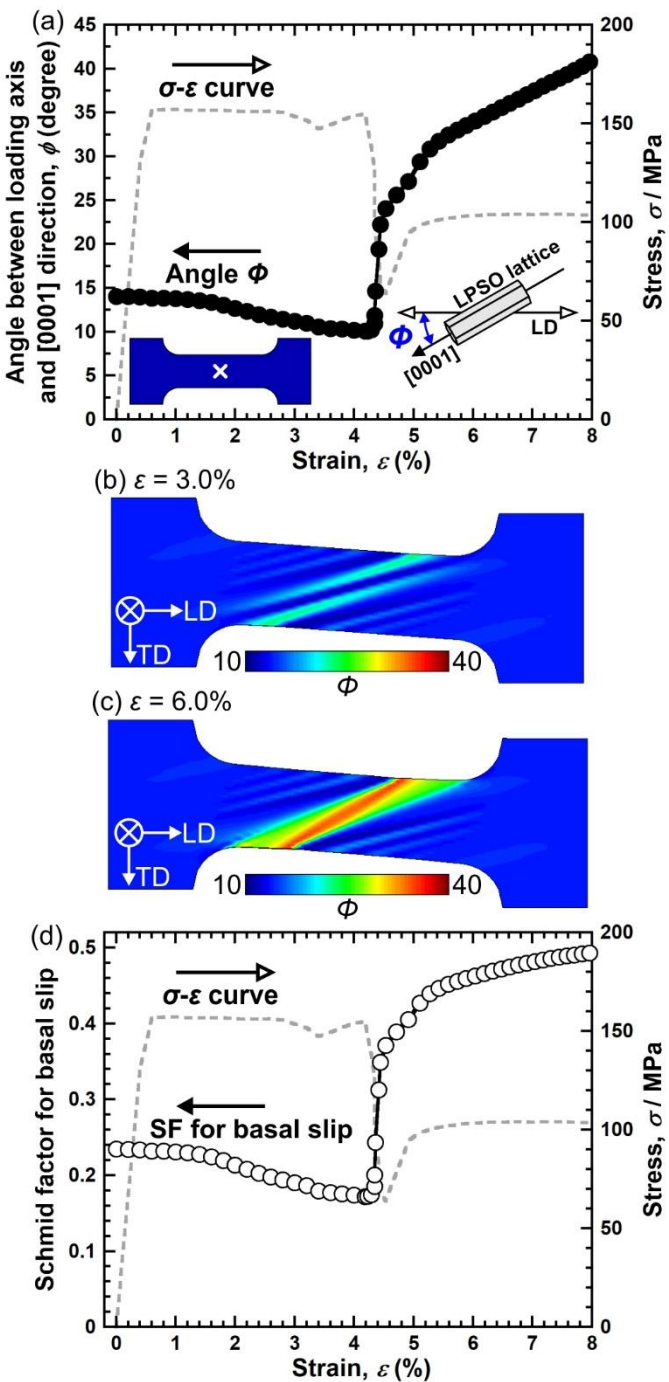 (a)
Angle between loading axis
and [0001] direction, ϕ (degree)
45
40
35
30
25
20
15
10
5
0
σ-ε curve
Angle Φ
LPSO lattice
Φ
LD
[0001]
200
150
100
50
0
Stress, σ / MPa
0 1 2 3 4 5 6 7 8
Strain, ε (%)
(b) ε = 3.0%
LD
TD
10 40
Φ
(c) ε = 6.0%
LD
TD
10 40
Φ
(d)
Schmid factor for basal slip
0.5
0.4
0.3
0.2
0.1
0
σ-ε curve
SF for basal slip
200
150
100
50
0
Stress, σ / MPa
0 1 2 3 4 5 6 7 8
Strain, ε (%)